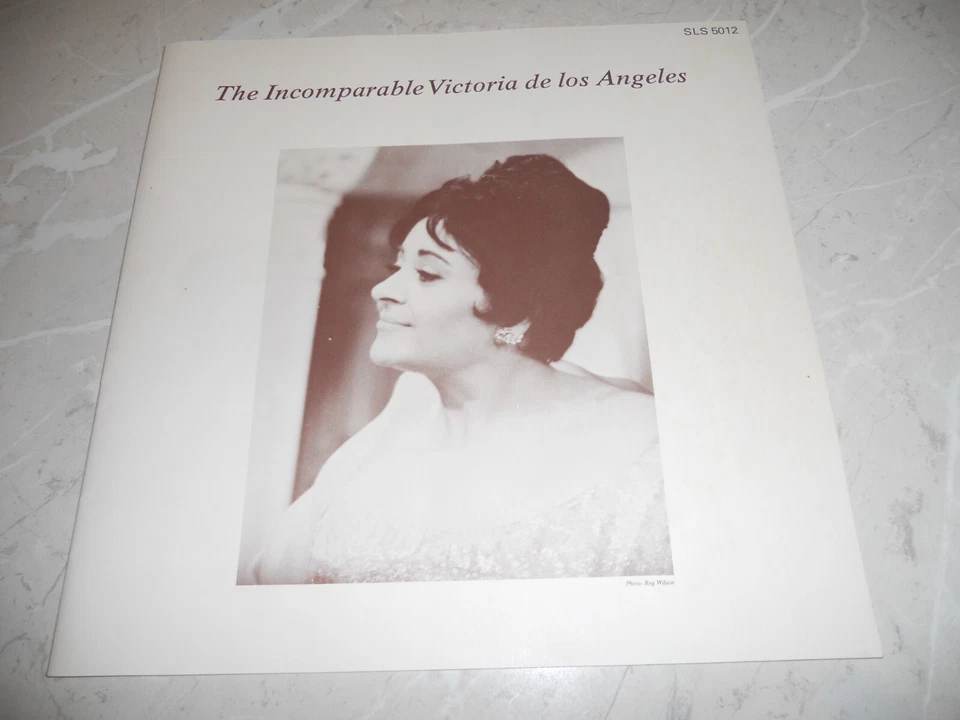 SLS 5012
The Incomparable Victoria de los Angeles
Photo: Reg Wilson